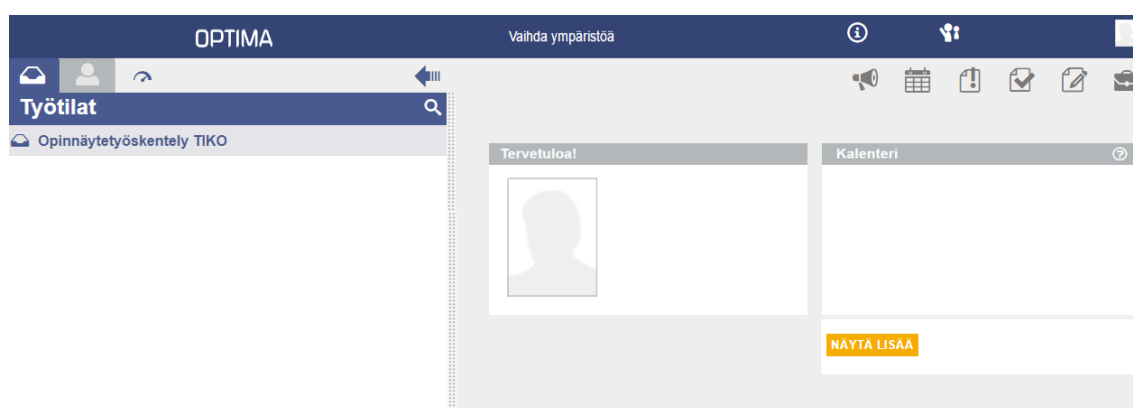 OPTIMA
Vaihda ympäristöä
Työtilat
Opinnäytetyöskentely TIKO
Tervetuloa!
Kalenteri
NÄYTÄ LISÄÄ